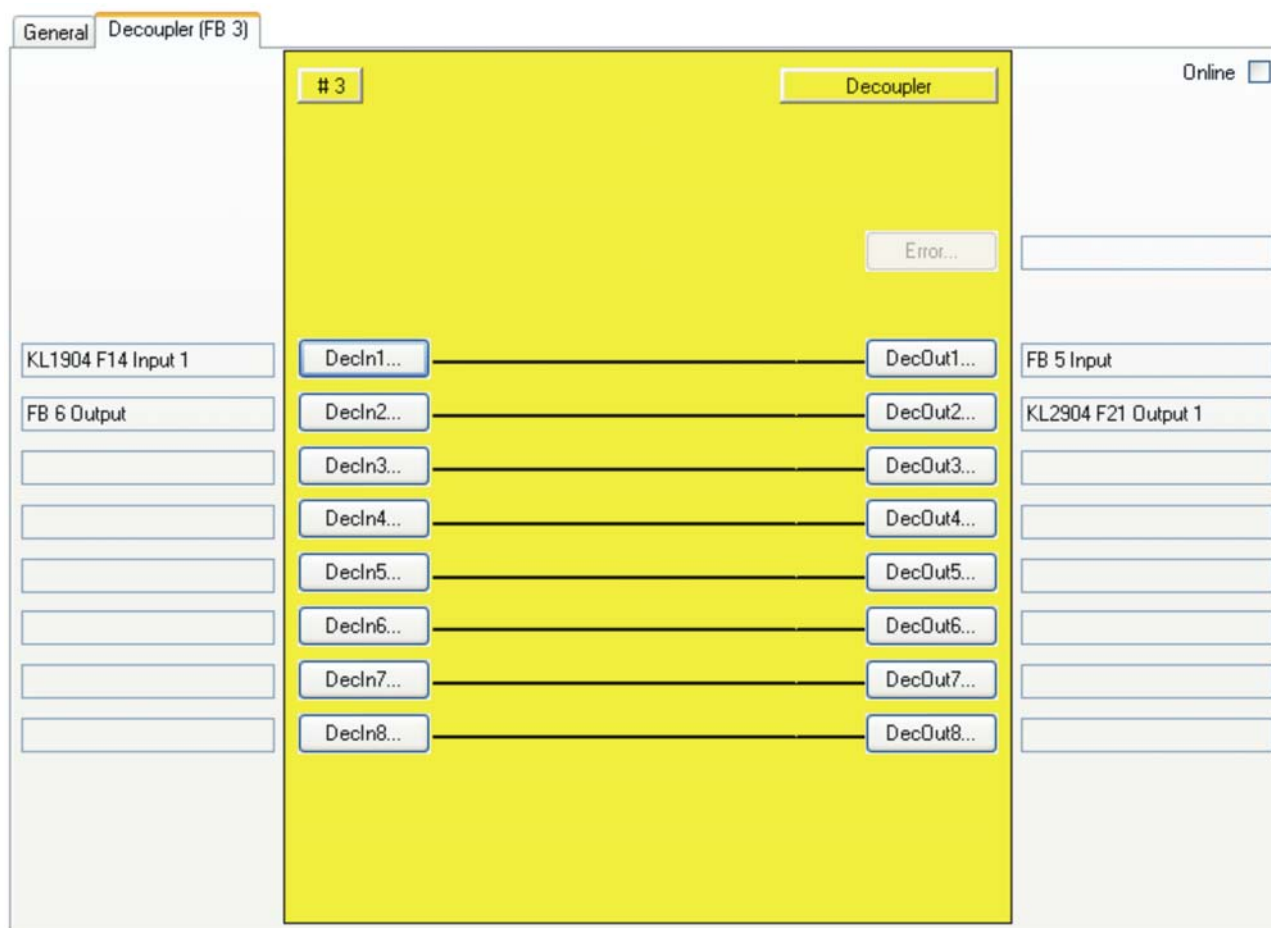 General
Decoupler (FB 3)
Online
# 3
Decoupler
Error...
KL1904 F14 Input 1
DecIn1...
DecOut1...
FB 5 Input
FB 6 Output
DecIn2...
DecOut2...
KL2904 F21 Output 1
DecIn3...
DecOut3...
DecIn4...
DecOut4...
DecIn5...
DecOut5...
DecIn6...
DecOut6...
DecIn7...
DecOut7...
DecIn8...
DecOut8...